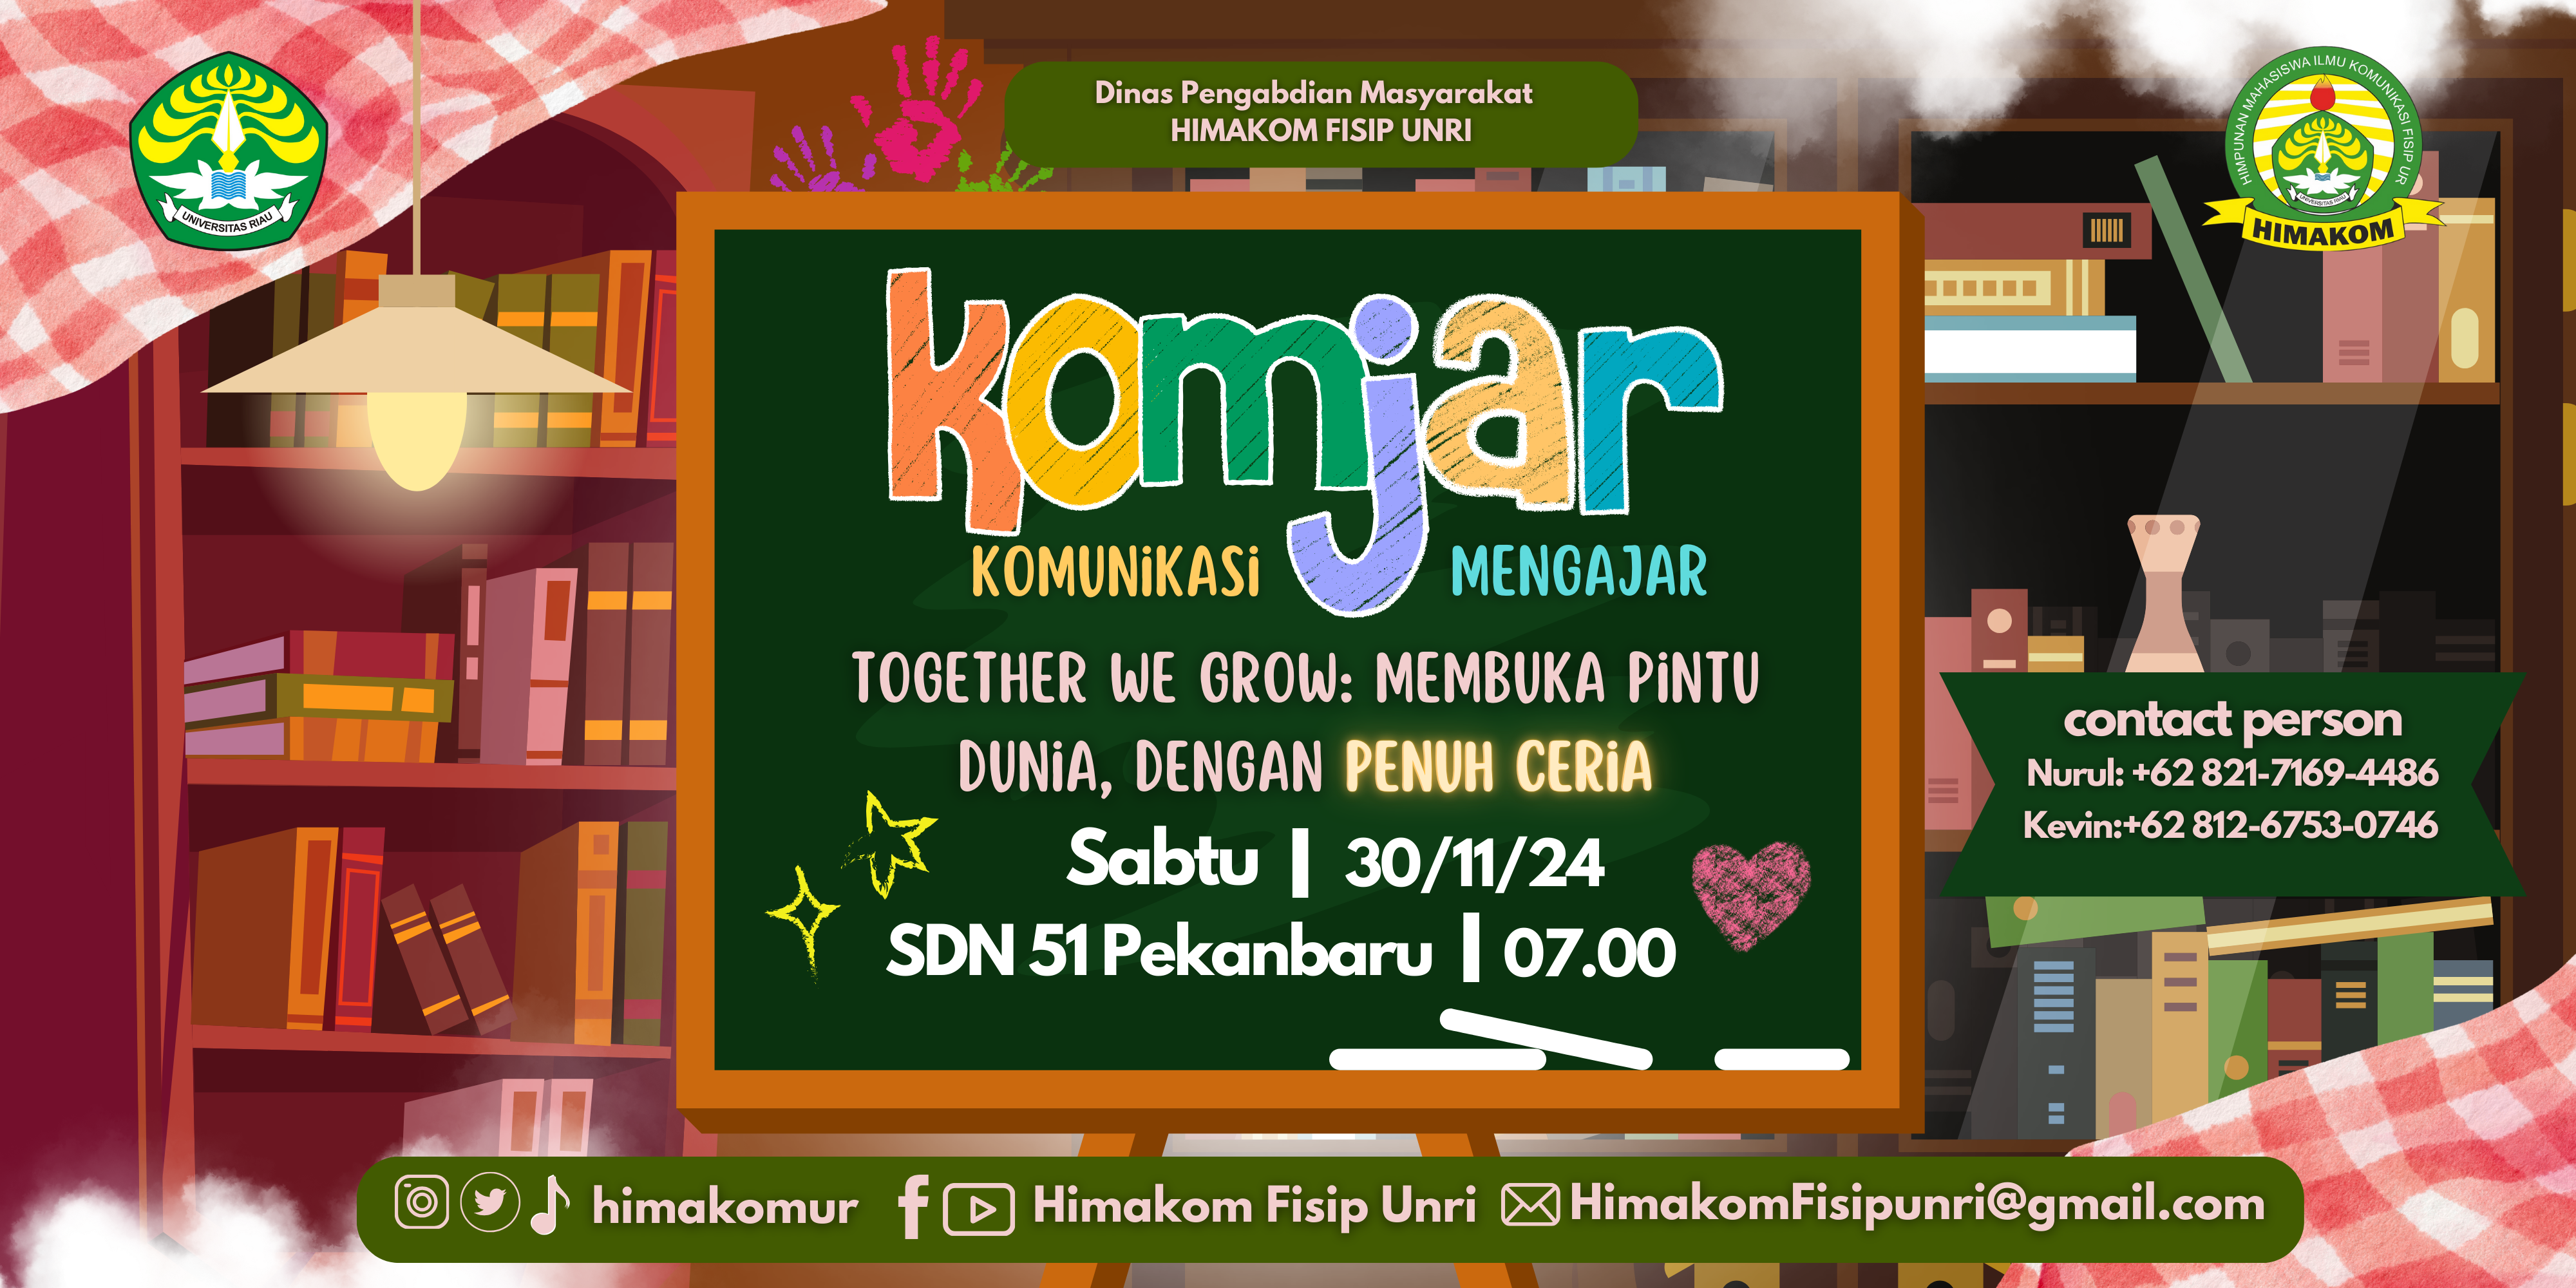 Dinas Pengabdian Masyarakat
HIMAKOM FISIP UNRI
UNIVERSITAS RIAU
HIMPUNAN MAHASISWA ILMU KOMUNIKASI FISIP UR
UNIVERSITAS RIAU
HIMAKOM
komjar
KOMUNiKASi MENGAJAR
TOGETHER WE GROW: MEMBUKA PiNTU
DUNiA, DENGAN PENUH CERiA
Sabtu | 30/11/24
SDN 51 Pekanbaru | 07.00
contact person
Nurul: +62 821-7169-4486
Kevin:+62 812-6753-0746
himakomur Himakom Fisip Unri HimakomFisipunri@gmail.com